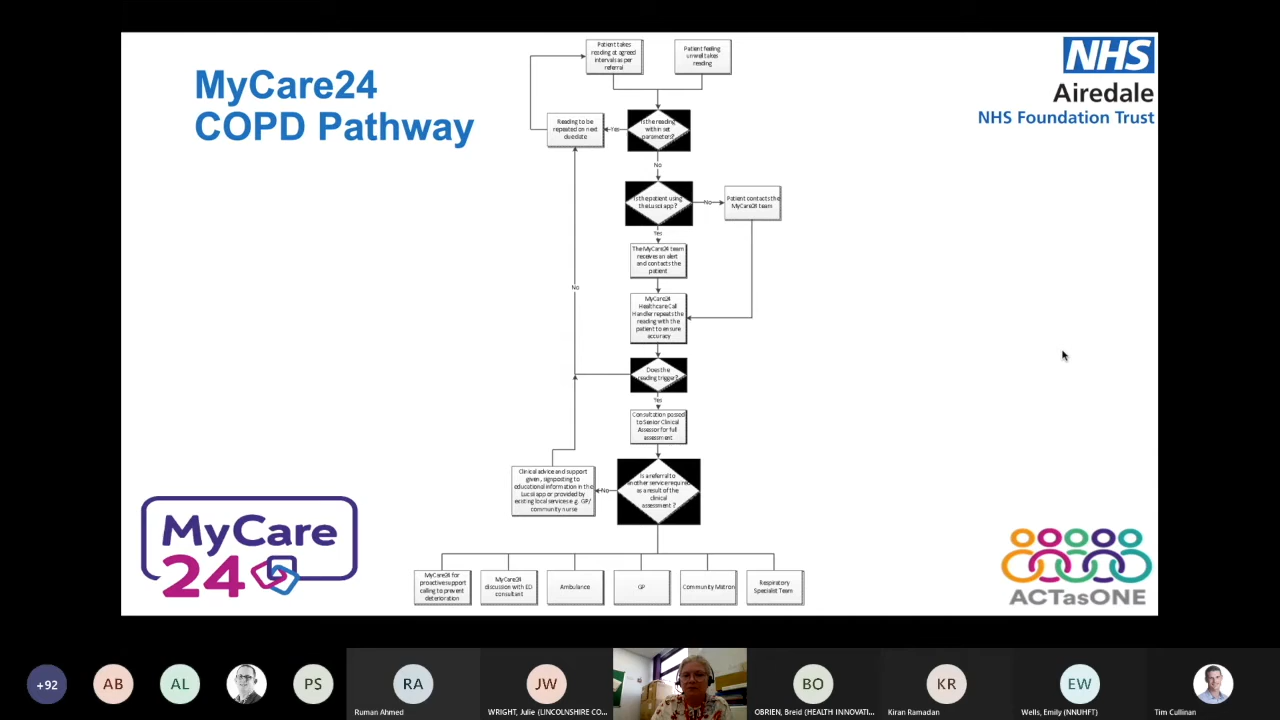 MyCare24
COPD Pathway
Patient takes
reading at agreed
intervals as per
referral
Patient feeling
unwell takes
reading
NHS
Airedale
NHS Foundation Trust
Reading to be
repeated on next
due date
Yes
Is the reading
within set
parameters?
No
Is the patient using
the Luscii app?
No
Patient contacts the
MyCare24 team
Yes
The MyCare24 team
receives an alert
and contacts the
patient
No
MyCare24
Healthcare Call
Handler repeats the
reading with the
patient to ensure
accuracy
Does the
reading trigger?
Yes
Consultation passed
to Senior Clinical
Assessor for full
assessment
Clinical advice and support
given, signposting to
educational information in the
Luscii app or provided by
existing local services e.g. GP/
community nurse
No
Is a referral to
another service required
as a result of the
clinical
assessment?
MyCare24 for
proactive support
calling to prevent
deterioration
MyCare24
discussion with ED
consultant
Ambulance
GP
Community Matron
Respiratory
Specialist Team
MyCare
24
ACTasONE
+92
AB
AL
PS
RA
Ruman Ahmed
JW
WRIGHT, Julie (LINCOLNSHIRE CO...
BO
OBRIEN, Breid (HEALTH INNOVATI...
KR
Kiran Ramadan
EW
Wells, Emily (NNUHFT)
Tim Cullinan